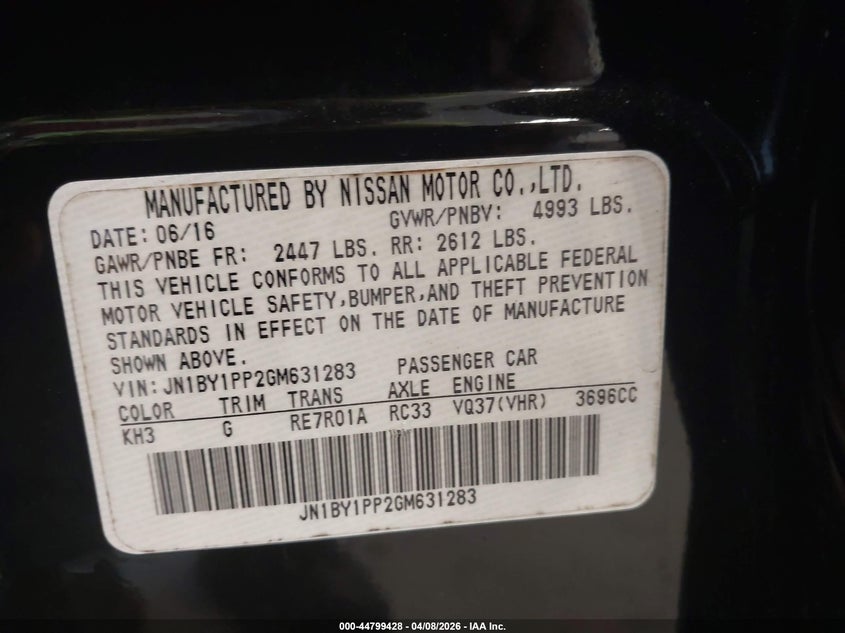 MANUFACTURED BY NISSAN MOTOR CO.,LTD.
DATE: 06/16 GVWR/PNBV: 4993 LBS.
GAWR/PNBE FR: 2447 LBS. RR: 2612 LBS.
THIS VEHICLE CONFORMS TO ALL APPLICABLE FEDERAL
MOTOR VEHICLE SAFETY,BUMPER,AND THEFT PREVENTION
STANDARDS IN EFFECT ON THE DATE OF MANUFACTURE
SHOWN ABOVE.
VIN: JN1BY1PP2GM631283 PASSENGER CAR
COLOR TRIM TRANS AXLE ENGINE
KH3 G RE7R01A RC33 VQ37(VHR) 3696CC
JN1BY1PP2GM631283
000-44799428 - 04/08/2026 - IAA Inc.